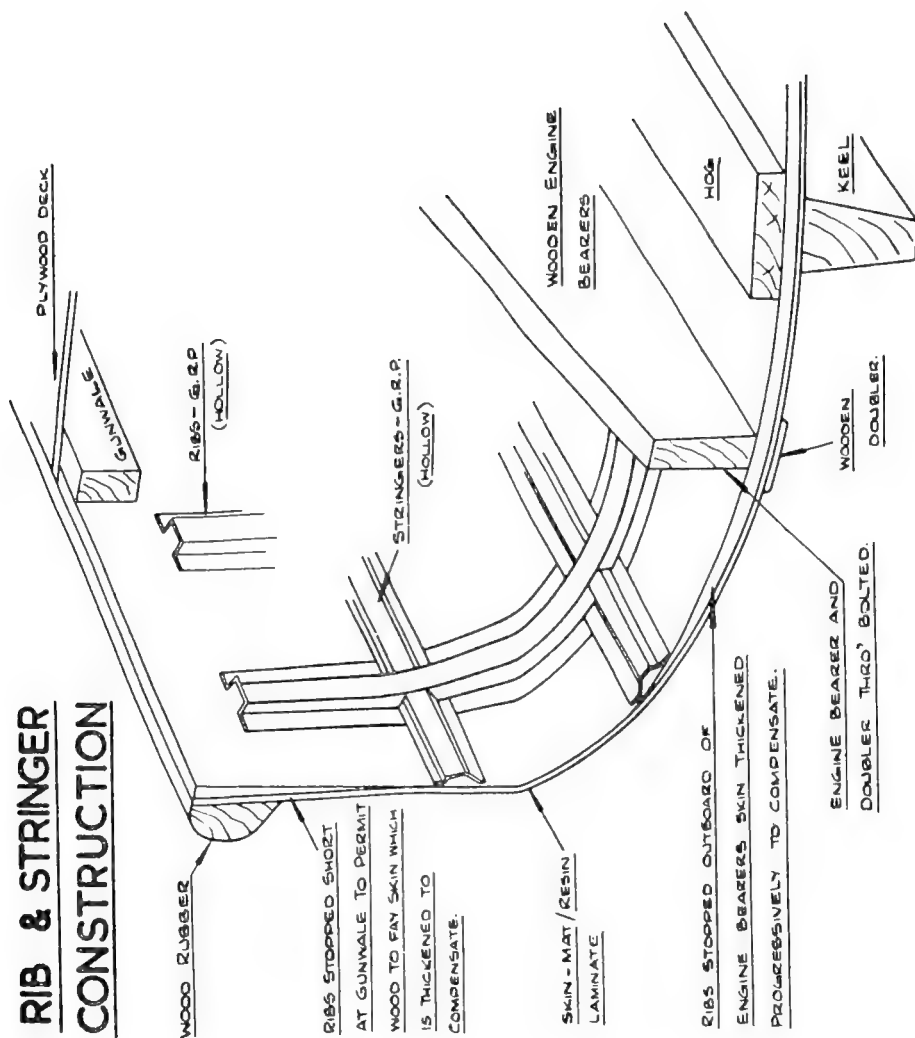 RIB & STRINGER
CONSTRUCTION
PLYWOOD DECK
GUNWALE
RIBS-G.R.P
(HOLLOW)
STRINGERS-G.R.P.
(HOLLOW)
WOODEN ENGINE
BEARERS
HOG
KEEL
WOOD RUBBER
RIBS STOPPED SHORT
AT GUNWALE TO PERMIT
WOOD TO FAY SKIN WHICH
IS THICKENED TO
COMPENSATE.
SKIN-MAT/RESIN
LAMINATE
RIBS STOPPED OUTBOARD OF
ENGINE BEARERS SKIN THICKENED
PROGRESSIVELY TO COMPENSATE.
ENGINE BEARER AND
DOUBLER THRO' BOLTED.
WOODEN
DOUBLER.